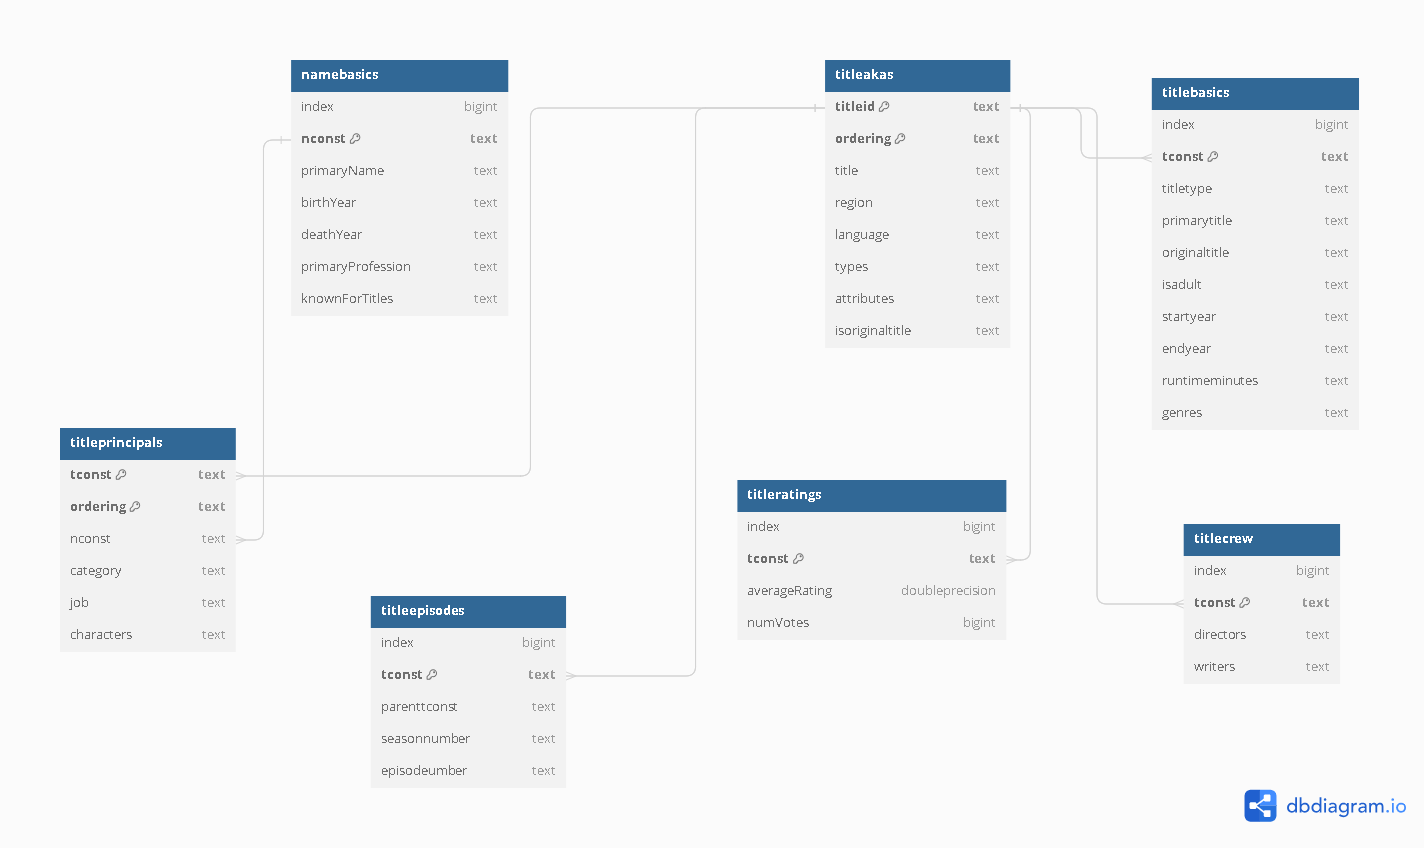 namebasics
index bigint
nconst text
primaryName text
birthYear text
deathYear text
primaryProfession text
knownForTitles text
titleakas
titleid text
ordering text
title text
region text
language text
types text
attributes text
isoriginaltitle text
titlebasics
index bigint
tconst text
titletype text
primarytitle text
originaltitle text
isadult text
startyear text
endyear text
runtimeminutes text
genres text
titleprincipals
tconst text
ordering text
nconst text
category text
job text
characters text
titleepisodes
index bigint
tconst text
parenttconst text
seasonnumber text
episodeumber text
titleratings
index bigint
tconst text
averageRating doubleprecision
numVotes bigint
titlecrew
index bigint
tconst text
directors text
writers text
dbdiagram.io